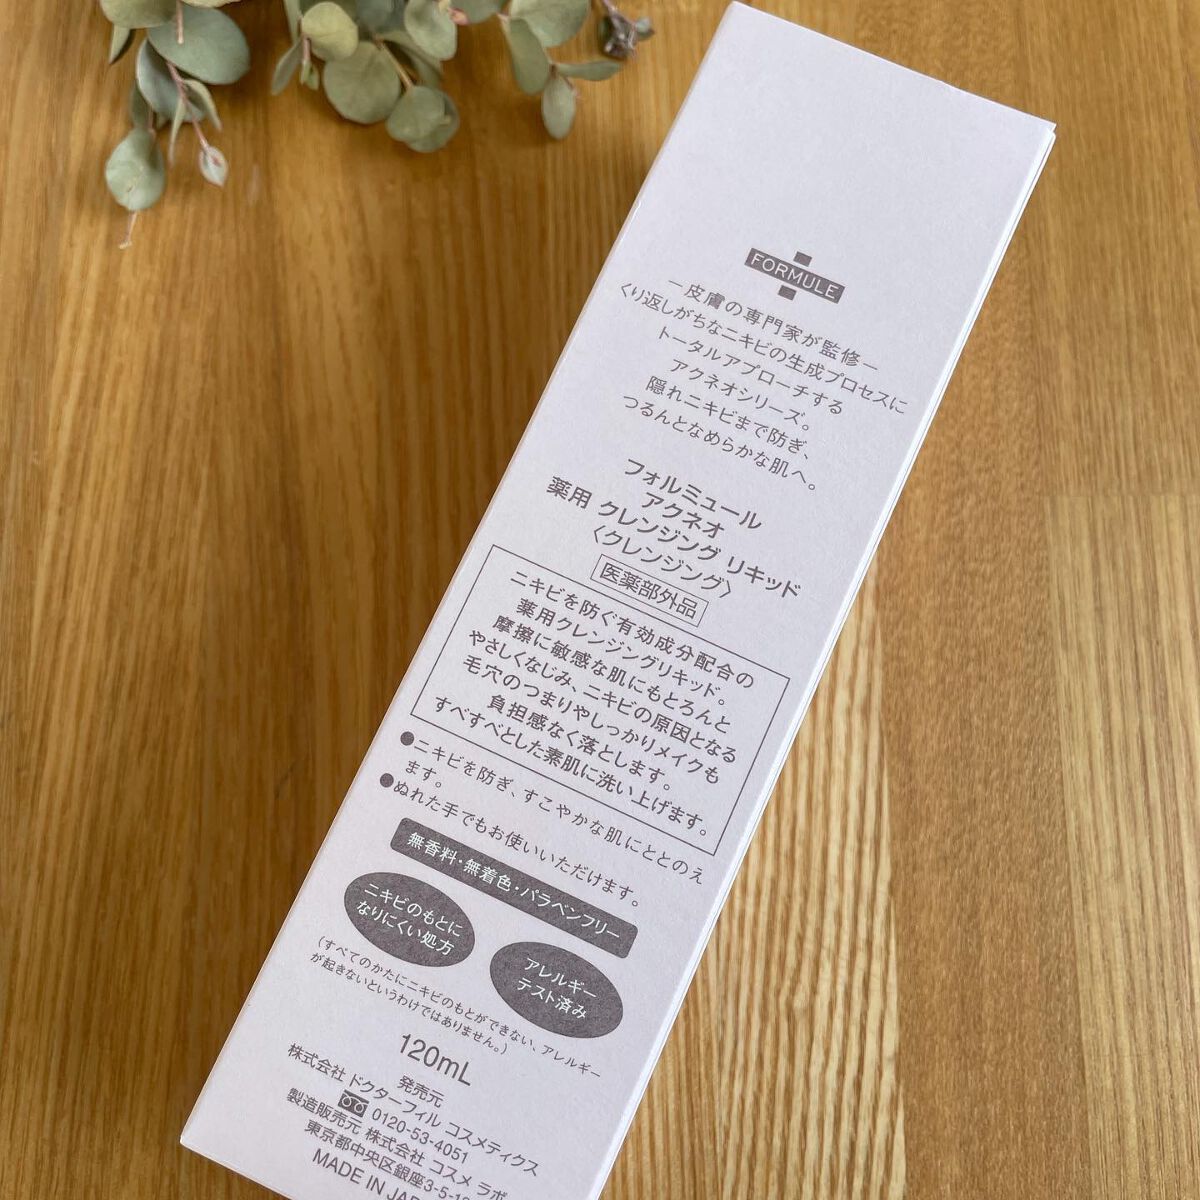 FORMULE
―皮膚の専門家が監修―
くり返しがちなニキビの生成プロセスに
トータルアプローチする
アクネオシリーズ。
隠れニキビまで防ぎ、
つるんとなめらかな肌へ。
フォルミュール
アクネオ
薬用 クレンジング リキッド
〈クレンジング〉
医薬部外品
ニキビを防ぐ有効成分配合の
薬用クレンジングリキッド。
摩擦に敏感な肌にもとろんと
やさしくなじみ、ニキビの原因となる
毛穴のつまりやしっかりメイクも
負担感なく落とします。
すべすべとした素肌に洗い上げます。
●ニキビを防ぎ、すこやかな肌にととのえ
ます。
●ぬれた手でもお使いいただけます。
無香料・無着色・パラベンフリー
ニキビのもとに
なりにくい処方
アレルギー
テスト済み
(すべてのかたにニキビのもとができない、アレルギー
が起きないというわけではありません。)
120mL
発売元
株式会社 ドクターフィル コスメティクス
0120-53-4051
製造販売元 株式会社 コスメ ラボ
東京都中央区銀座3-5-
MADE IN